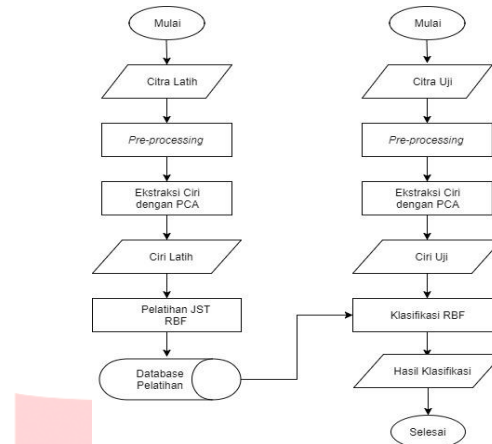 Mulai
Citra Latih
Pre-processing
Ekstraksi Ciri
dengan PCA
Ciri Latih
Pelatihan JST
RBF
Database
Pelatihan
Mulai
Citra Uji
Pre-processing
Ekstraksi Ciri
dengan PCA
Ciri Uji
Klasifikasi RBF
Hasil Klasifikasi
Selesai